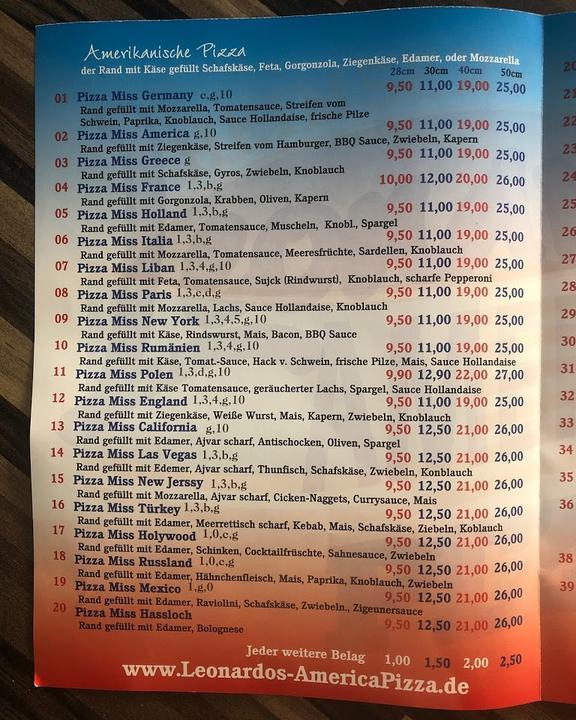 Amerikanische Pizza
der Rand mit Käse gefüllt Schafskäse, Feta, Gorgonzola, Ziegenkäse, Edamer, oder Mozzarella
28cm 30cm 40cm 50cm
01 Pizza Miss Germany c,g,10 9,50 11,00 19,00 25,00
Rand gefüllt mit Mozzarella, Tomatensauce, Streifen vom
Schwein, Paprika, Knoblauch, Sauce Hollandaise, frische Pilze
02 Pizza Miss America g,10 9,50 11,00 19,00 25,00
Rand gefüllt mit Ziegenkäse, Streifen vom Hamburger, BBQ Sauce, Zwiebeln, Kapern
03 Pizza Miss Greece g 9,50 11,00 19,00 25,00
Rand gefüllt mit Schafskäse, Gyros, Zwiebeln, Knoblauch
04 Pizza Miss France 1,3,b,g 10,00 12,00 20,00 26,00
Rand gefüllt mit Gorgonzola, Krabben, Oliven, Kapern
05 Pizza Miss Holland 1,3,b,g 9,50 11,00 19,00 25,00
Rand gefüllt mit Edamer, Tomatensauce, Muscheln, Knobl., Spargel
06 Pizza Miss Italia 1,3,b,g 9,50 11,00 19,00 25,00
Rand gefüllt mit Mozzarella, Tomatensauce, Meeresfrüchte, Sardellen, Knoblauch
07 Pizza Miss Liban 1,3,4,g,10 9,50 11,00 19,00 25,00
Rand gefüllt mit Feta, Tomatensauce, Sujck (Rindwurst), Knoblauch, scharfe Pepperoni
08 Pizza Miss Paris 1,3,c,d,g 9,50 11,00 19,00 25,00
Rand gefüllt mit Mozzarella, Lachs, Sauce Hollandaise, Knoblauch
09 Pizza Miss New York 1,3,4,5,g,10 9,50 11,00 19,00 25,00
Rand gefüllt mit Käse, Rindswurst, Mais, Bacon, BBQ Sauce
10 Pizza Miss Rumänien 1,3,4,g,10 9,50 11,00 19,00 25,00
Rand gefüllt mit Käse, Tomat.-Sauce, Hack v. Schwein, frische Pilze, Mais, Sauce Hollandaise
11 Pizza Miss Polen 1,3,d,g,10 9,90 12,90 22,00 27,00
Rand gefüllt mit Käse Tomatensauce, geräucherter Lachs, Spargel, Sauce Hollandaise
12 Pizza Miss England 1,3,4,g,10 9,50 11,00 19,00 25,00
Rand gefüllt mit Ziegenkäse, Weiße Wurst, Mais, Kapern, Zwiebeln, Knoblauch
13 Pizza Miss California g,10 9,50 12,50 21,00 26,00
Rand gefüllt mit Edamer, Ajvar scharf, Antischocken, Oliven, Spargel
14 Pizza Miss Las Vegas 1,3,b,g 9,50 12,50 21,00 26,00
Rand gefüllt mit Edemer, Ajvar scharf, Thunfisch, Schafskäse, Zwiebeln, Konblauch
15 Pizza Miss New Jerssy 1,3,b,g 9,50 12,50 21,00 26,00
Rand gefüllt mit Mozzarella, Ajvar scharf, Cicken-Naggets, Currysauce, Mais
16 Pizza Miss Türkey 1,3,b,g 9,50 12,50 21,00 26,00
Rand gefüllt mit Edamer, Meerrettisch scharf, Kebab, Mais, Schafskäse, Ziebeln, Koblauch
17 Pizza Miss Holywood 1,0,c,g 9,50 12,50 21,00 26,00
Rand gefüllt mit Edamer, Schinken, Cocktailfrüschte, Sahnesauce, Zwiebeln
18 Pizza Miss Russland 1,0,c,g 9,50 12,50 21,00 26,00
Rand gefüllt mit Edamer, Hähnchenfleisch, Mais, Paprika, Knoblauch, Zwiebeln
19 Pizza Miss Mexico 1,g,0 9,50 12,50 21,00 26,00
Rand gefüllt mit Edamer, Raviolini, Schafskäse, Zwiebeln., Zigeunersauce
20 Pizza Miss Hassloch 9,50 12,50 21,00 26,00
Rand gefüllt mit Edamer, Bolognese
Jeder weitere Belag 1,00 1,50 2,00 2,50
www.Leonardos-AmericaPizza.de
23
24
25
26
27
28
29
30
31
32
33
34
35
36
38
39